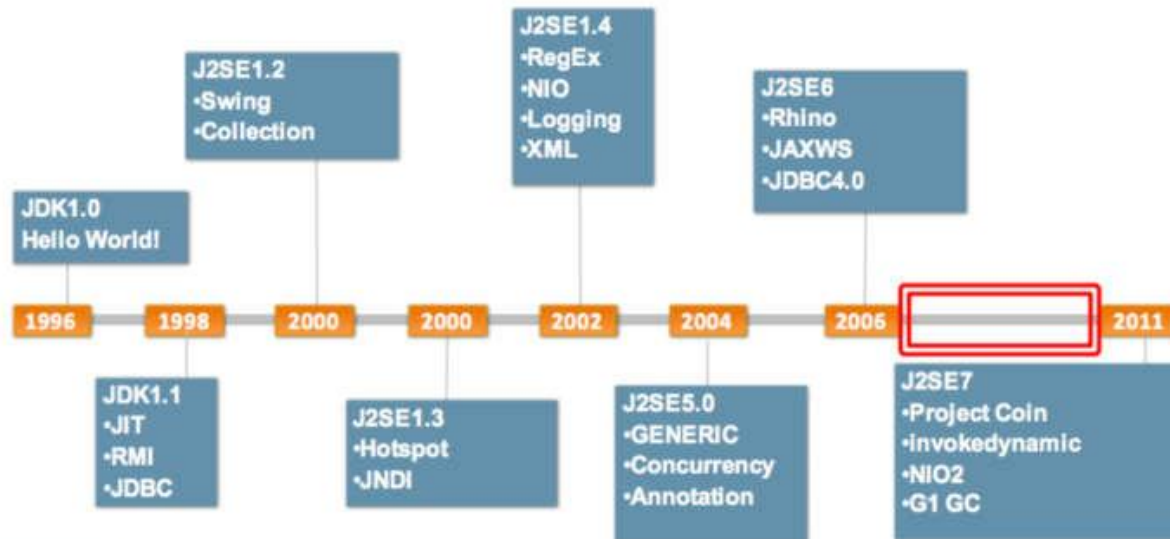 J2SE1.4
•RegEx
•NIO
•Logging
•XML
J2SE1.2
•Swing
•Collection
J2SE6
•Rhino
•JAXWS
•JDBC4.0
JDK1.0
Hello World!
1996
1998
2000
2000
2002
2004
2006
2011
JDK1.1
•JIT
•RMI
•JDBC
J2SE1.3
•Hotspot
•JNDI
J2SE5.0
•GENERIC
•Concurrency
•Annotation
J2SE7
•Project Coin
•invokedynamic
•NIO2
•G1 GC